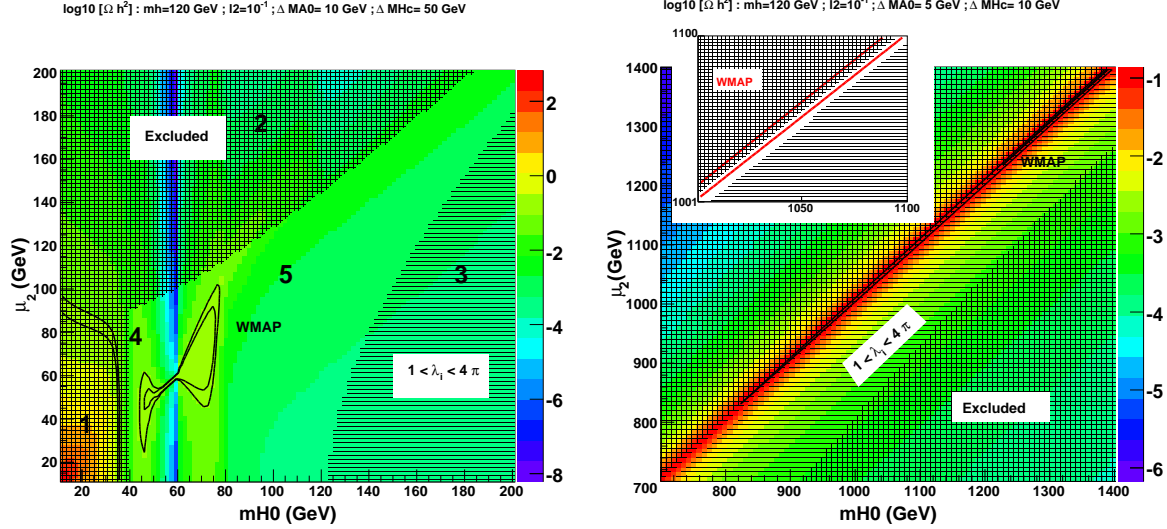 log10 [Ω h²] : mh=120 GeV ; l2=10⁻¹ ; Δ MA0= 10 GeV ; Δ MHc= 50 GeV
200
180
160
140
120
100
80
60
40
20
μ₂ (GeV)
Excluded
2
5
3
4
WMAP
1 < λᵢ < 4 π
1
20 40 60 80 100 120 140 160 180 200
mH0 (GeV)
2
0
-2
-4
-6
-8
log10 [Ω h²] : mh=120 GeV ; l2=10⁻¹ ; Δ MA0= 5 GeV ; Δ MHc= 10 GeV
1100
WMAP
1001
1050 1100
1400
1300
1200
1100
1000
900
800
700
μ₂ (GeV)
WMAP
1 < λᵢ < 4 π
Excluded
700 800 900 1000 1100 1200 1300 1400
mH0 (GeV)
-1
-2
-3
-4
-5
-6